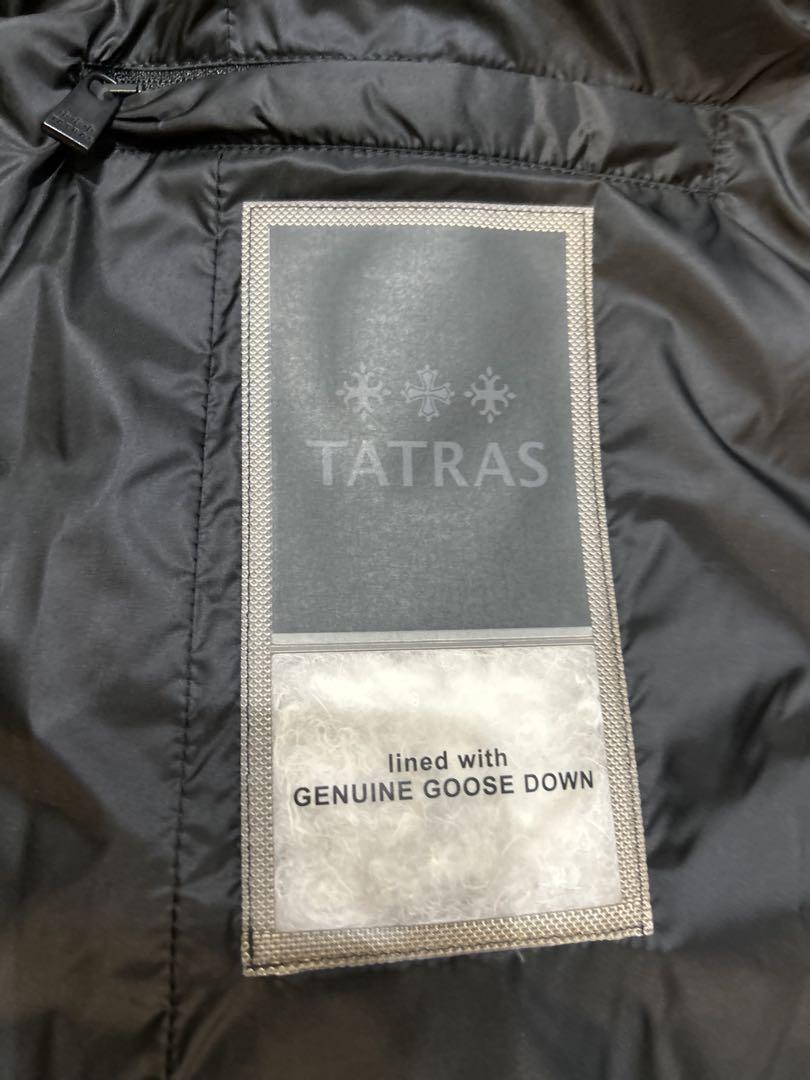 TATRAS
lined with
GENUINE GOOSE DOWN